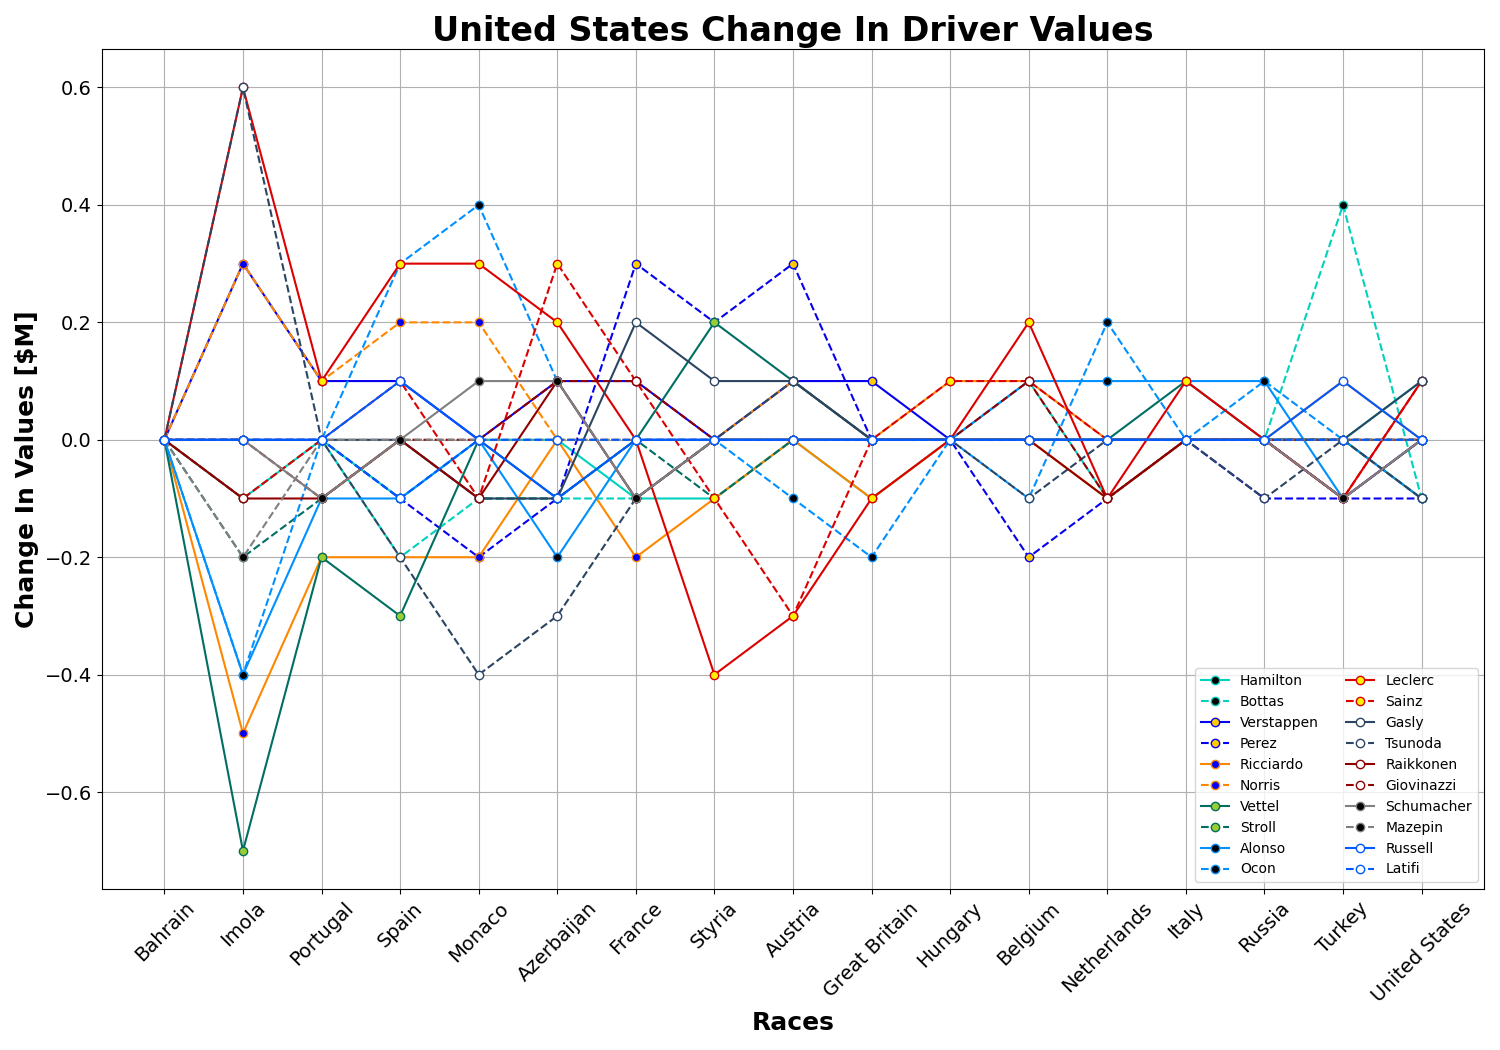 United States Change In Driver Values
Change In Values [$M]
0.6
0.4
0.2
0.0
−0.2
−0.4
−0.6
Hamilton
Bottas
Verstappen
Perez
Ricciardo
Norris
Vettel
Stroll
Alonso
Ocon
Leclerc
Sainz
Gasly
Tsunoda
Raikkonen
Giovinazzi
Schumacher
Mazepin
Russell
Latifi
Bahrain
Imola
Portugal
Spain
Monaco
Azerbaijan
France
Styria
Austria
Great Britain
Hungary
Belgium
Netherlands
Italy
Russia
Turkey
United States
Races